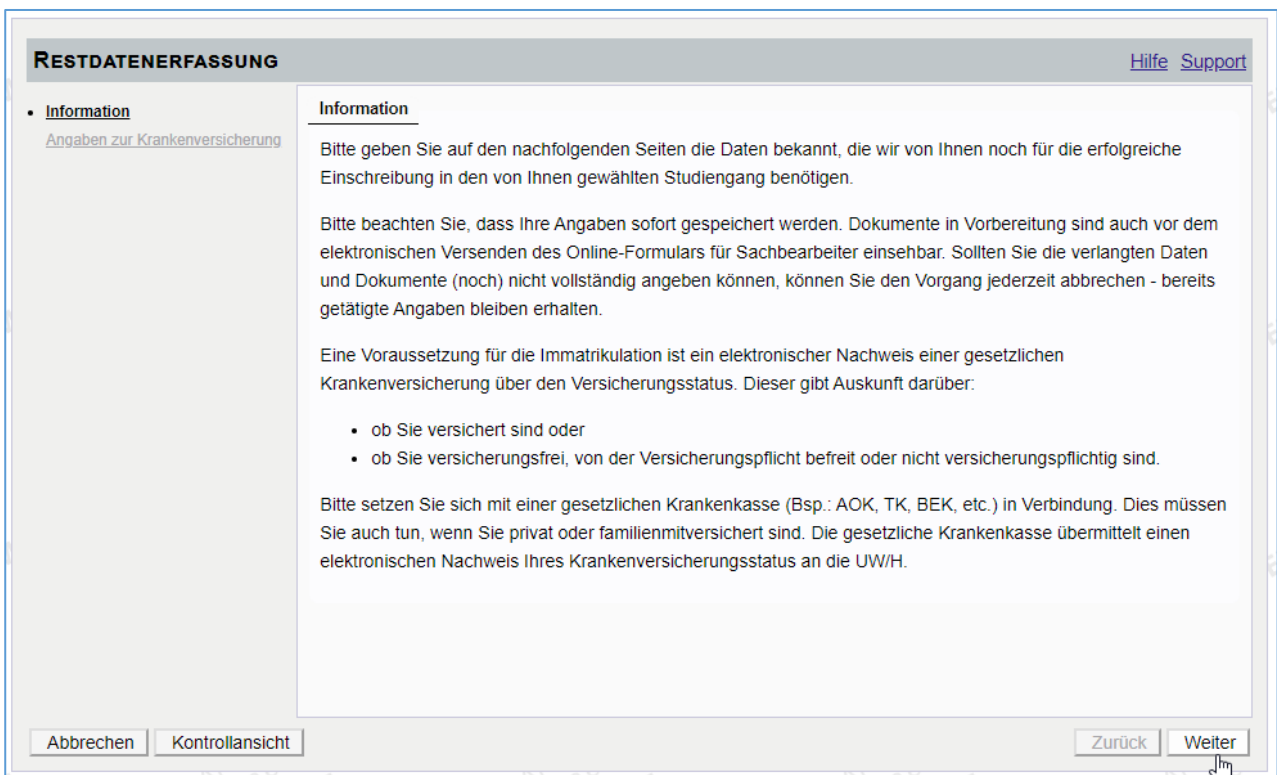 RESTDATENERFASSUNG
Hilfe Support
Information
Angaben zur Krankenversicherung
Information
Bitte geben Sie auf den nachfolgenden Seiten die Daten bekannt, die wir von Ihnen noch für die erfolgreiche
Einschreibung in den von Ihnen gewählten Studiengang benötigen.
Bitte beachten Sie, dass Ihre Angaben sofort gespeichert werden. Dokumente in Vorbereitung sind auch vor dem
elektronischen Versenden des Online-Formulars für Sachbearbeiter einsehbar. Sollten Sie die verlangten Daten
und Dokumente (noch) nicht vollständig angeben können, können Sie den Vorgang jederzeit abbrechen - bereits
getätigte Angaben bleiben erhalten.
Eine Voraussetzung für die Immatrikulation ist ein elektronischer Nachweis einer gesetzlichen
Krankenversicherung über den Versicherungsstatus. Dieser gibt Auskunft darüber:
• ob Sie versichert sind oder
• ob Sie versicherungsfrei, von der Versicherungspflicht befreit oder nicht versicherungspflichtig sind.
Bitte setzen Sie sich mit einer gesetzlichen Krankenkasse (Bsp.: AOK, TK, BEK, etc.) in Verbindung. Dies müssen
Sie auch tun, wenn Sie privat oder familienmitversichert sind. Die gesetzliche Krankenkasse übermittelt einen
elektronischen Nachweis Ihres Krankenversicherungsstatus an die UW/H.
Abbrechen Kontrollansicht Zurück Weiter